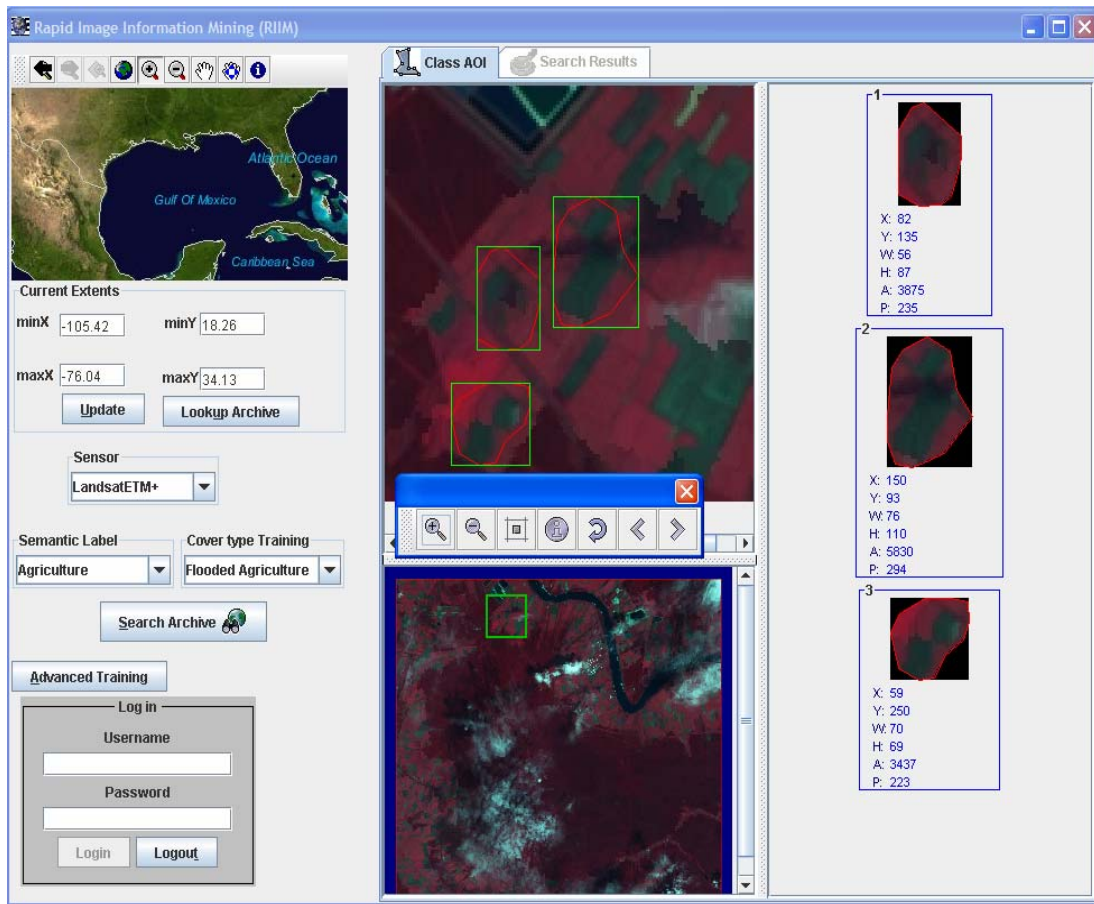 Rapid Image Information Mining (RIIM)
Class AOI
Search Results
Atlantic Ocean
Gulf Of Mexico
Caribbean Sea
Current Extents
minX -105.42 minY 18.26
maxX -76.04 maxY 34.13
Update Lookup Archive
Sensor
LandsatETM+
Semantic Label Cover type Training
Agriculture Flooded Agriculture
Search Archive
Advanced Training
Log in
Username
Password
Login Logout
1
X: 82
Y: 135
W: 56
H: 87
A: 3875
P: 235
2
X: 150
Y: 93
W: 76
H: 110
A: 5830
P: 294
3
X: 59
Y: 250
W: 70
H: 69
A: 3437
P: 223